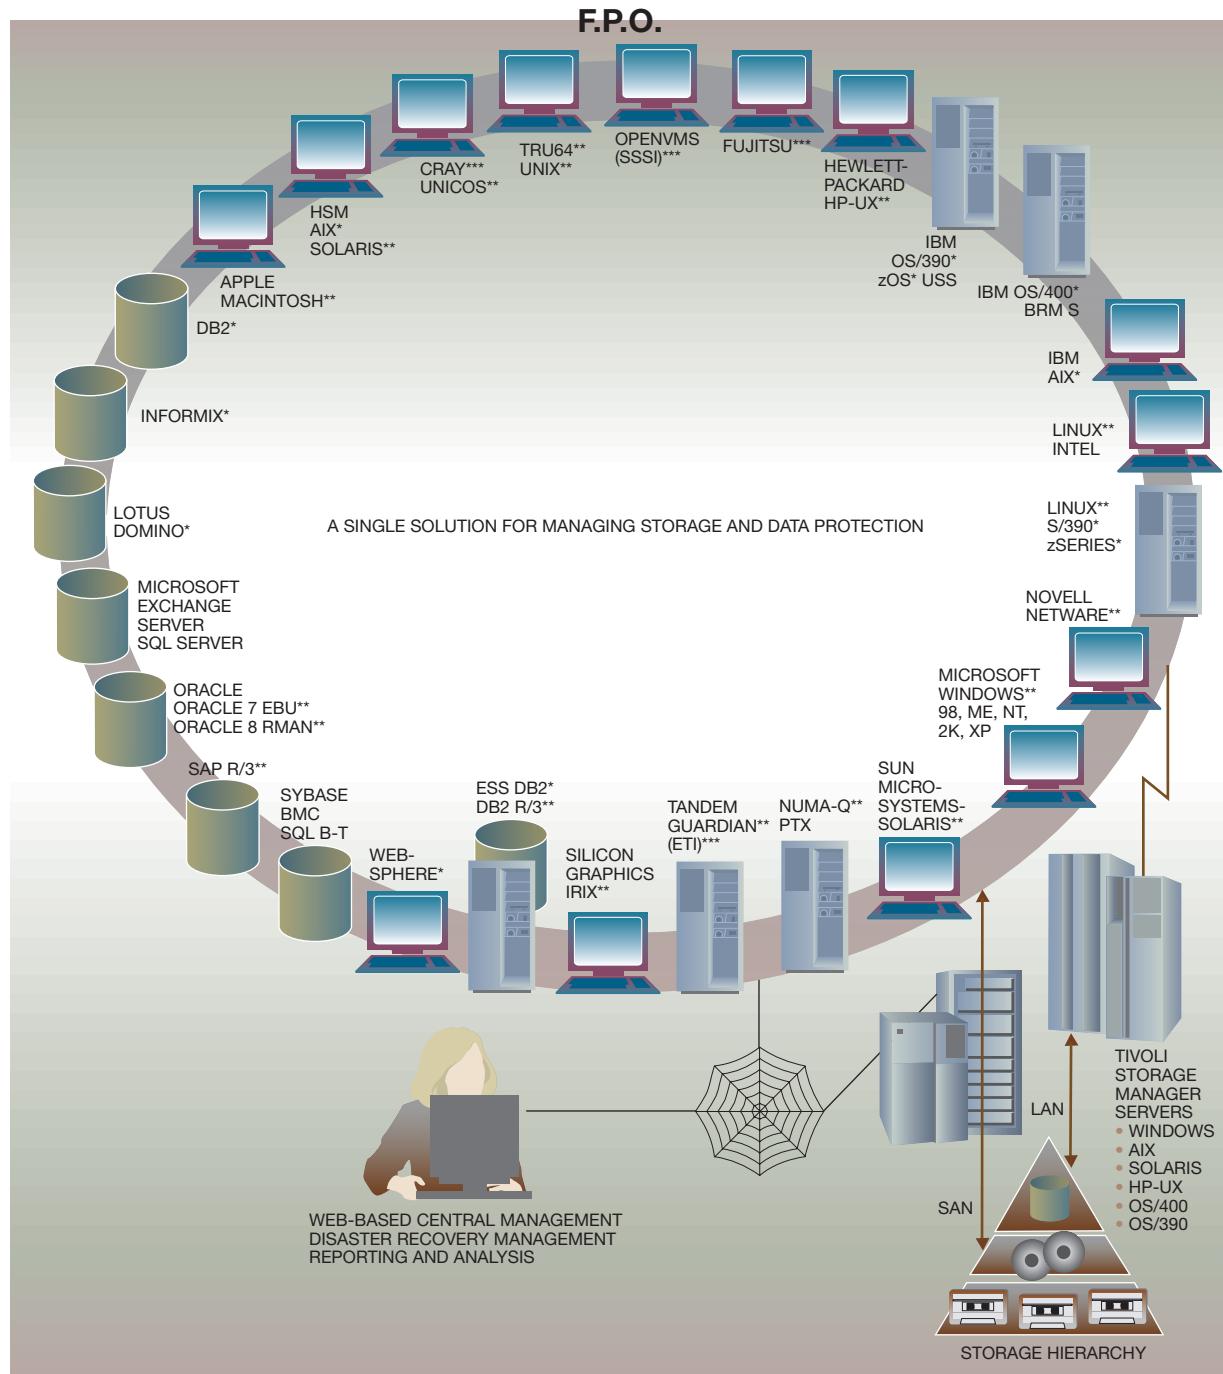 F.P.O.
CRAY***
UNICOS**
TRU64**
UNIX**
OPENVMS
(SSSI)***
FUJITSU***
HEWLETT-
PACKARD
HP-UX**
HSM
AIX*
SOLARIS**
IBM
OS/390*
zOS* USS
APPLE
MACINTOSH**
IBM OS/400*
BRM S
DB2*
IBM
AIX*
INFORMIX*
LINUX**
INTEL
LOTUS
DOMINO*
A SINGLE SOLUTION FOR MANAGING STORAGE AND DATA PROTECTION
LINUX**
S/390*
zSERIES*
MICROSOFT
EXCHANGE
SERVER
SQL SERVER
NOVELL
NETWARE**
ORACLE
ORACLE 7 EBU**
ORACLE 8 RMAN**
MICROSOFT
WINDOWS**
98, ME, NT,
2K, XP
SAP R/3**
SYBASE
BMC
SQL B-T
WEB-
SPHERE*
ESS DB2*
DB2 R/3**
SILICON
GRAPHICS
IRIX**
TANDEM
GUARDIAN**
(ETI)***
NUMA-Q**
PTX
SUN
MICRO-
SYSTEMS-
SOLARIS**
TIVOLI
STORAGE
MANAGER
SERVERS
• WINDOWS
• AIX
• SOLARIS
• HP-UX
• OS/400
• OS/390
LAN
SAN
WEB-BASED CENTRAL MANAGEMENT
DISASTER RECOVERY MANAGEMENT
REPORTING AND ANALYSIS
STORAGE HIERARCHY